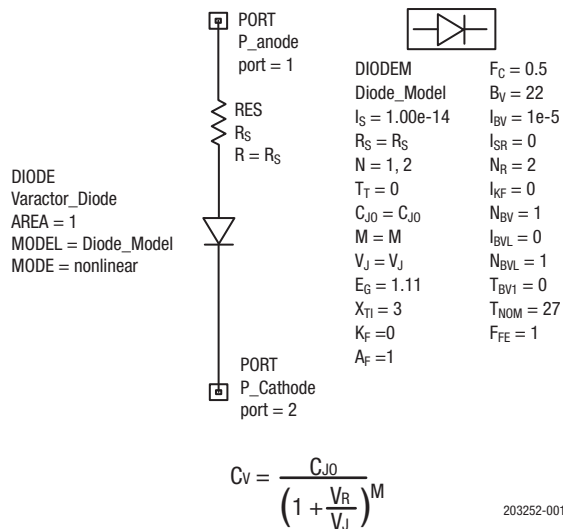 PORT
P_anode
port = 1
RES
RS
R = RS
DIODE
Varactor_Diode
AREA = 1
MODEL = Diode_Model
MODE = nonlinear
PORT
P_Cathode
port = 2
DIODEM
Diode_Model
IS = 1.00e-14
RS = RS
N = 1, 2
TT = 0
CJO = CJO
M = M
VJ = VJ
EG = 1.11
XTI = 3
KF =0
AF =1
FC = 0.5
BV = 22
IBV = 1e-5
ISR = 0
NR = 2
IKF = 0
NBV = 1
IBVL = 0
NBVL = 1
TBV1 = 0
TNOM = 27
FFE = 1
CV = CJO / (1 + VR / VJ)^M
203252-001